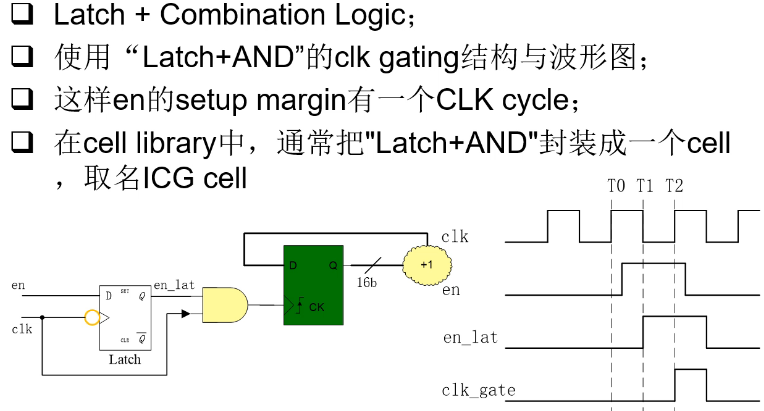 Latch + Combination Logic；
使用“Latch+AND”的clk gating结构与波形图；
这样en的setup margin有一个CLK cycle；
在cell library中，通常把"Latch+AND"封装成一个cell
，取名ICG cell
T0 T1 T2
clk
en
en_lat
clk_gate
en
clk
D SET Q
CLR Q
Latch
en_lat
D Q
CK
16b
+1